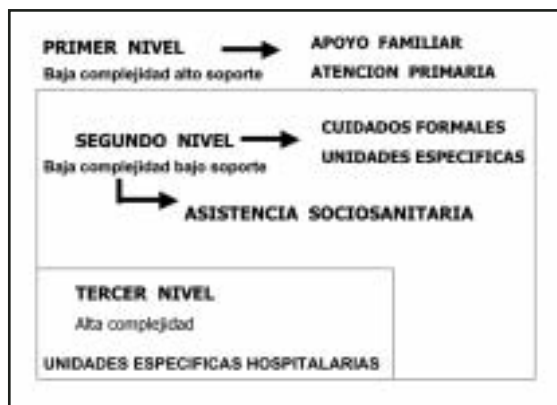 PRIMER NIVEL
APOYO FAMILIAR
Baja complejidad alto soporte
ATENCION PRIMARIA
SEGUNDO NIVEL
CUIDADOS FORMALES
UNIDADES ESPECIFICAS
Baja complejidad bajo soporte
ASISTENCIA SOCIOSANITARIA
TERCER NIVEL
Alta complejidad
UNIDADES ESPECIFICAS HOSPITALARIAS